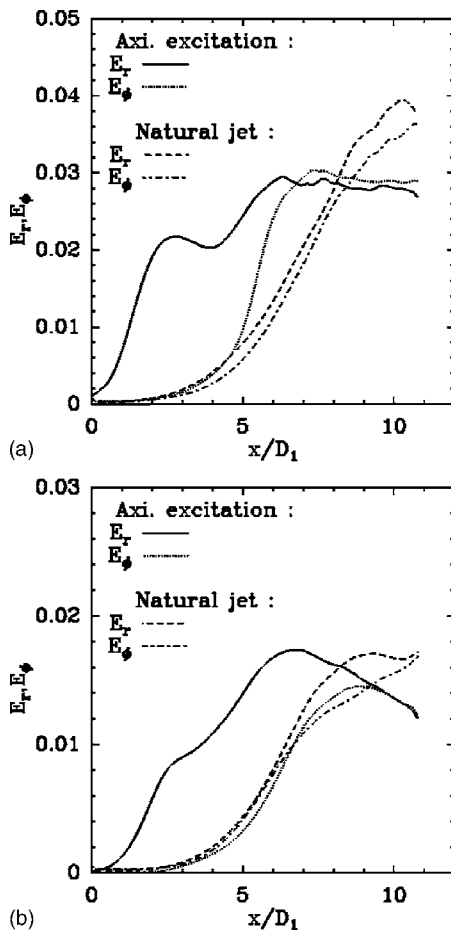 0.05
Axi. excitation :
E_r
E_ϕ
0.04
Natural jet :
E_r
E_ϕ
0.03
E_r,E_ϕ
0.02
0.01
0
0 5 10
(a) x/D_1
0.03
Axi. excitation :
E_r
E_ϕ
Natural jet :
0.02
E_r
E_ϕ
E_r,E_ϕ
0.01
0
0 5 10
(b) x/D_1